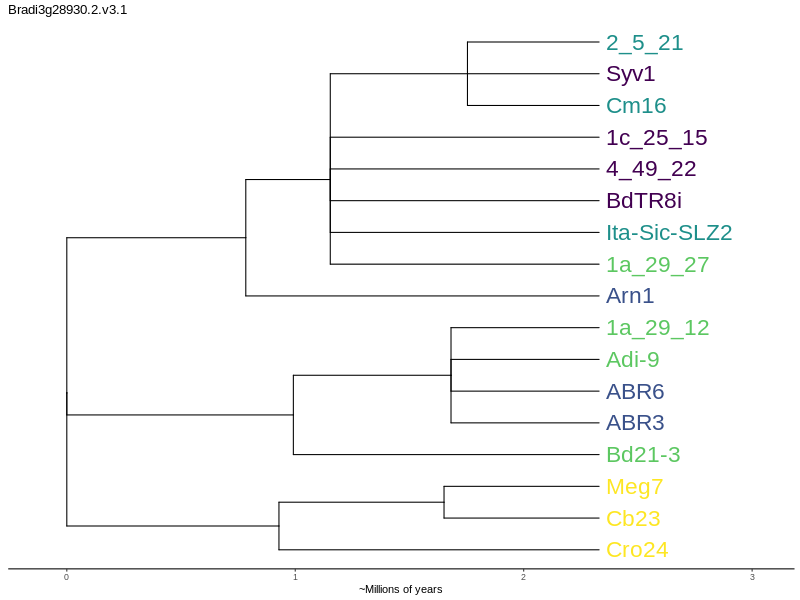 Bradi3g28930.2.v3.1
2_5_21
Syv1
Cm16
1c_25_15
4_49_22
BdTR8i
Ita-Sic-SLZ2
1a_29_27
Arn1
1a_29_12
Adi-9
ABR6
ABR3
Bd21-3
Meg7
Cb23
Cro24
0 1 2 3
~Millions of years